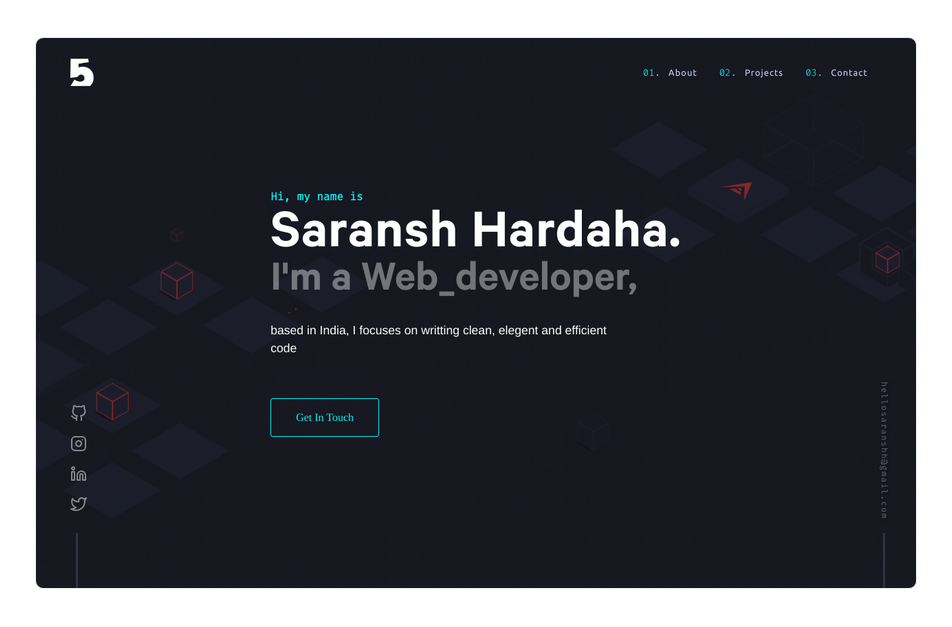 5
01. About 02. Projects 03. Contact
Hi, my name is
Saransh Hardaha.
I'm a Web_developer,
based in India, I focuses on writting clean, elegent and efficient
code
Get In Touch
hellosaranshh@gmail.com